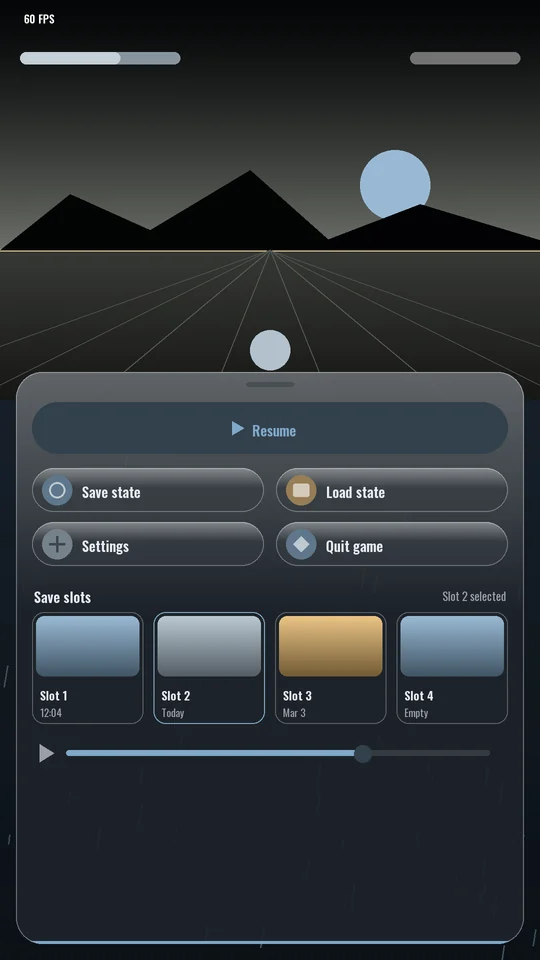 60 FPS
Resume
Save state
Load state
Settings
Quit game
Save slots
Slot 2 selected
Slot 1
12:04
Slot 2
Today
Slot 3
Mar 3
Slot 4
Empty